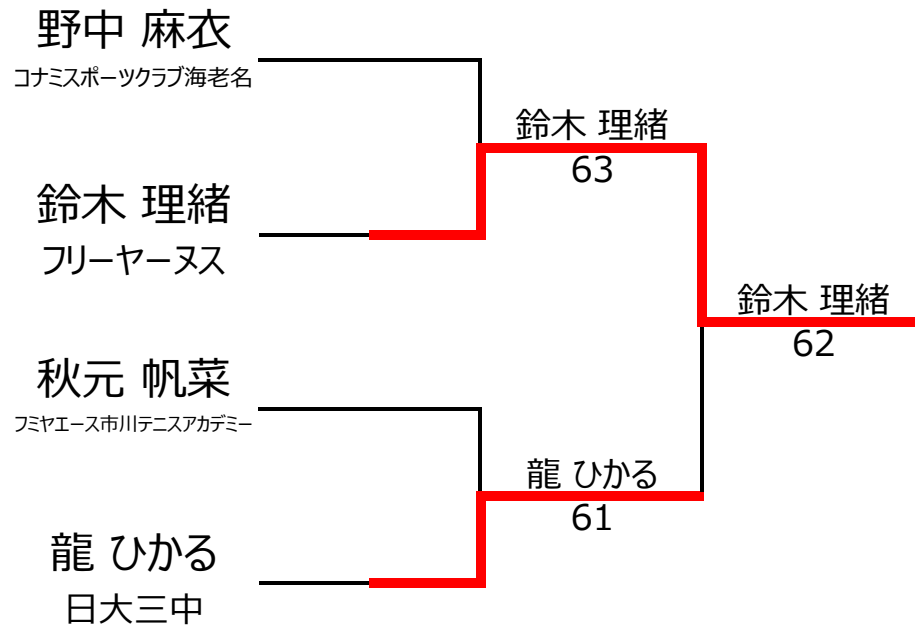 野中 麻衣
コナミスポーツクラブ海老名
鈴木 理緒
63
鈴木 理緒
フリーヤーヌス
鈴木 理緒
62
秋元 帆菜
フミヤエース市川テニスアカデミー
龍 ひかる
61
龍 ひかる
日大三中